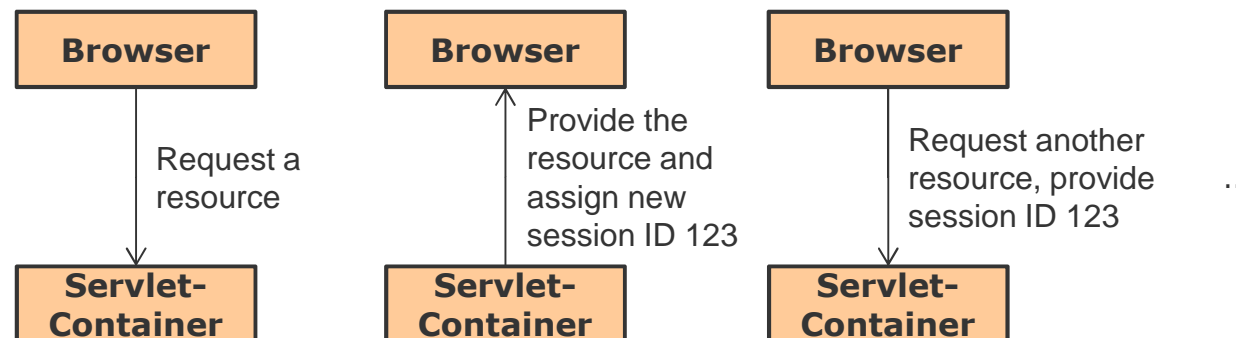 Browser
Request a
resource
Servlet-
Container
Browser
Provide the
resource and
assign new
session ID 123
Servlet-
Container
Browser
Request another
resource, provide
session ID 123
Servlet-
Container
..